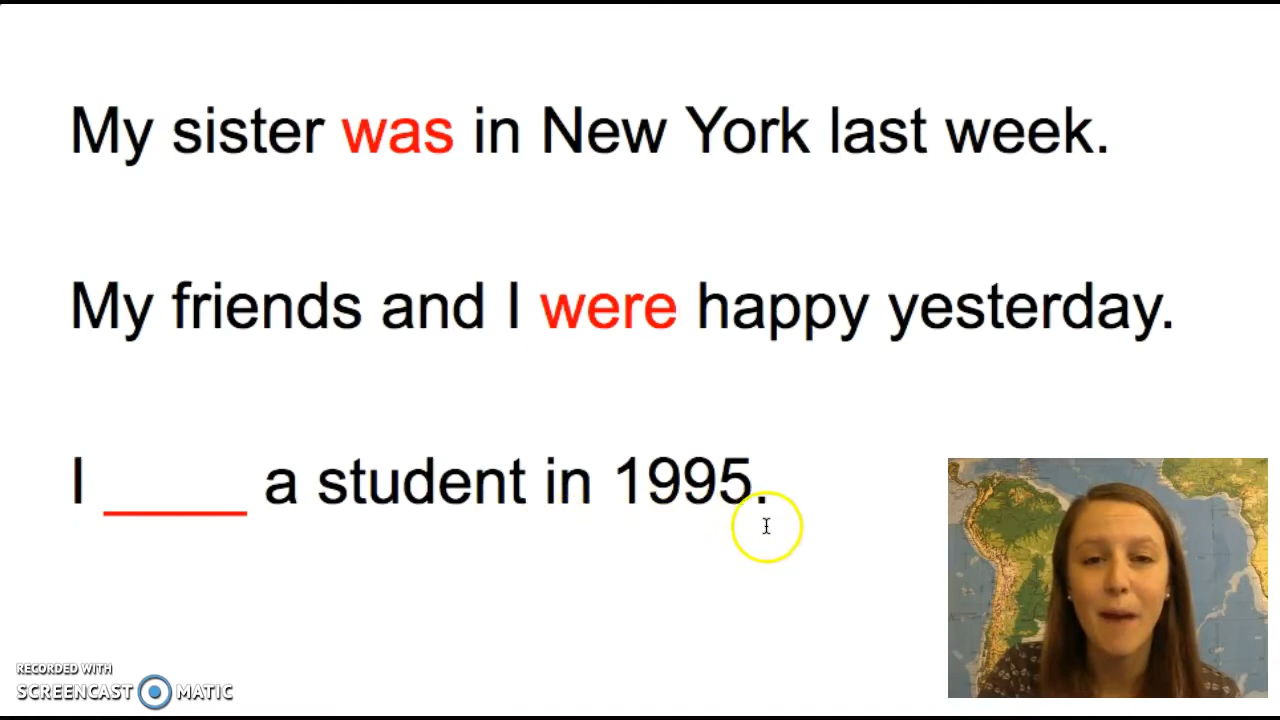 My sister was in New York last week.
My friends and I were happy yesterday.
I _____ a student in 1995.
RECORDED WITH
SCREENCAST MATIC